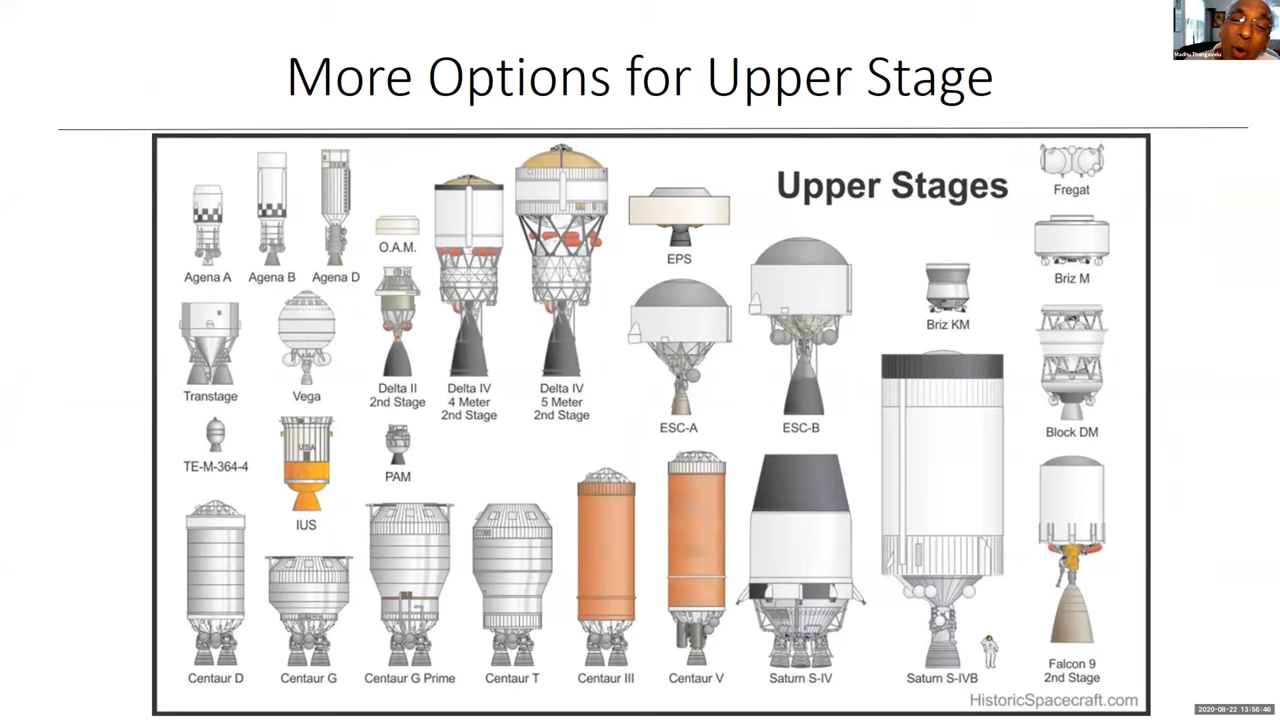 Madhu Thangavelu
More Options for Upper Stage
Upper Stages
Agena A
Agena B
Agena D
O.A.M.
EPS
Fregat
Transtage
Vega
Delta II
2nd Stage
Delta IV
4 Meter
2nd Stage
Delta IV
5 Meter
2nd Stage
ESC-A
ESC-B
Briz KM
Briz M
TE-M-364-4
USA
IUS
PAM
Block DM
Centaur D
Centaur G
Centaur G Prime
Centaur T
Centaur III
Centaur V
Saturn S-IV
Saturn S-IVB
Falcon 9
2nd Stage
HistoricSpacecraft.com
2020-08-22 13:56:46